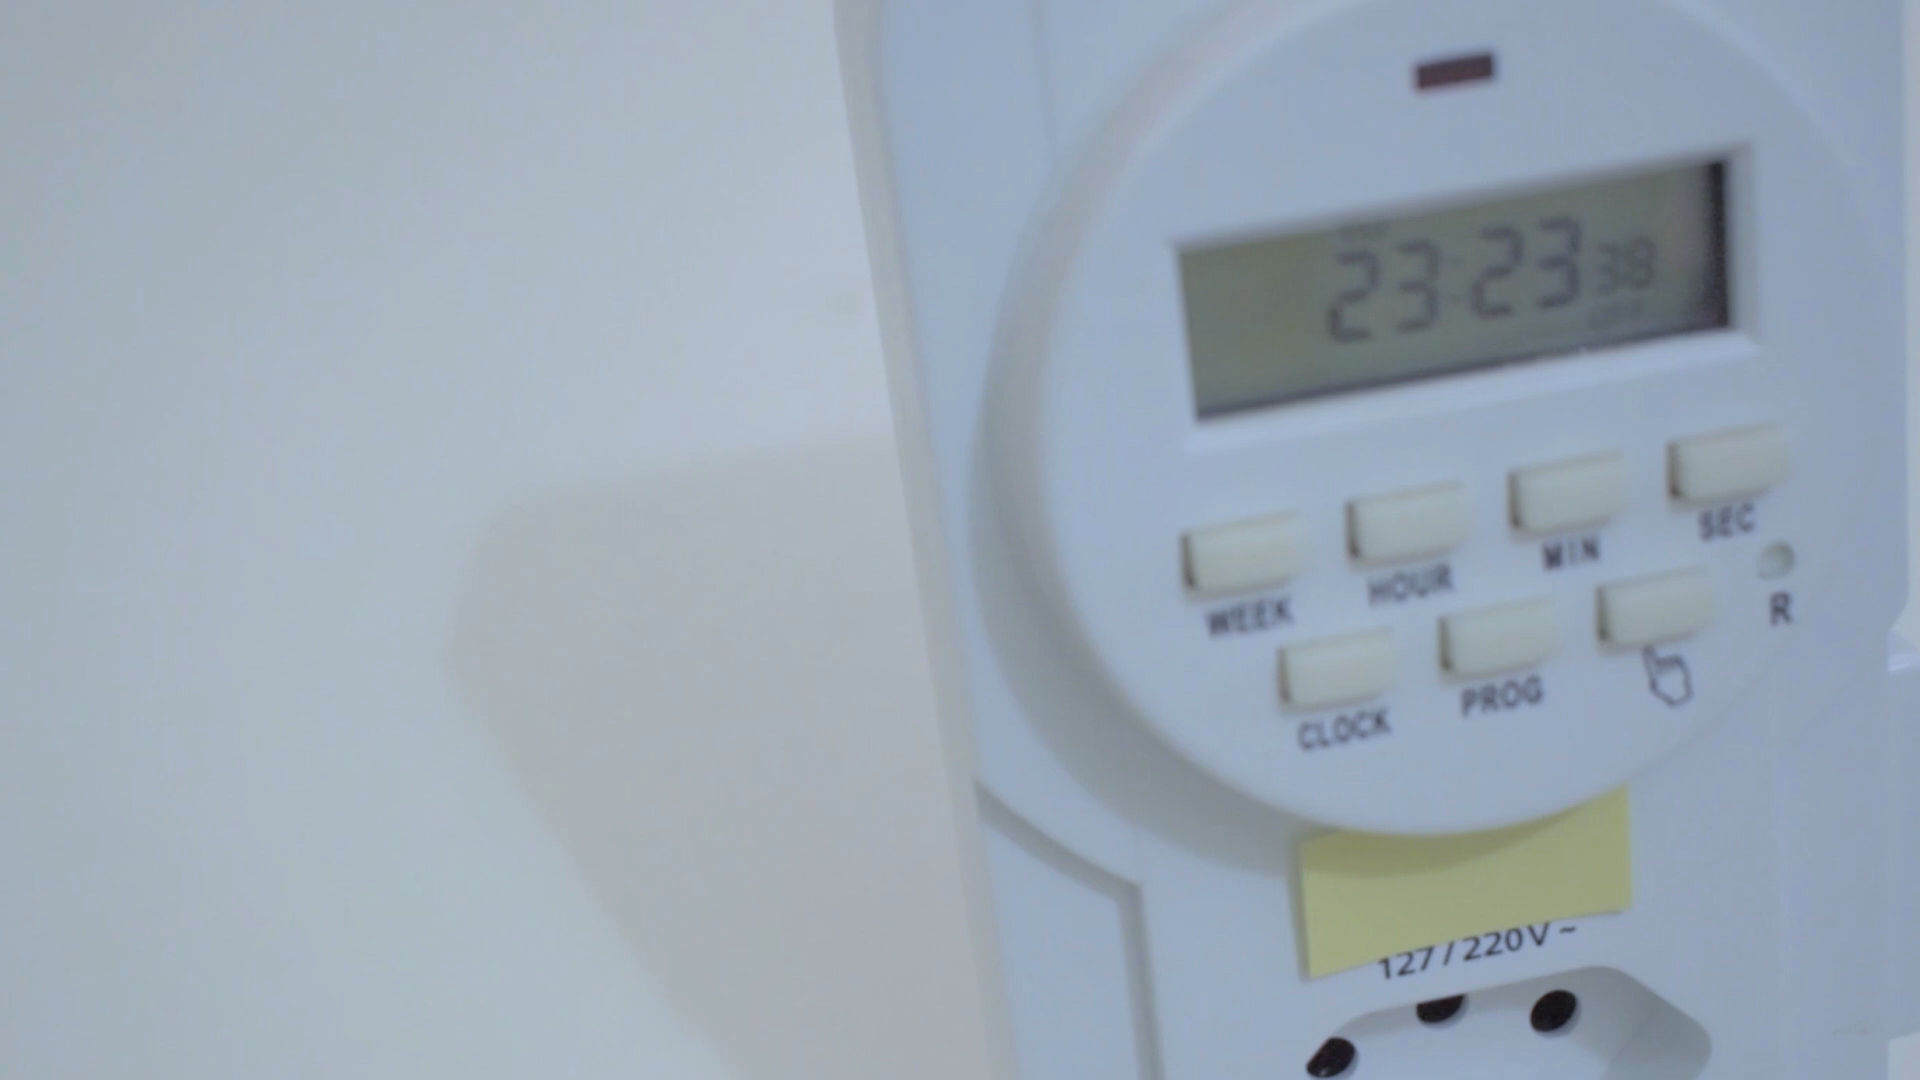 23:23 38
WEEK HOUR MIN SEC
R
CLOCK PROG
127/220V~